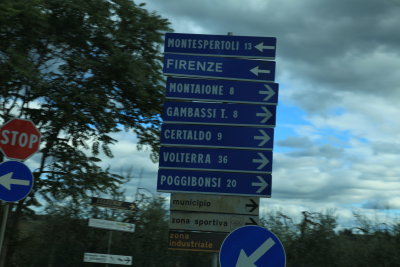 MONTESPERTOLI 13
FIRENZE
MONTAIONE 8
GAMBASSI T. 8
CERTALDO 9
VOLTERRA 36
POGGIBONSI 20
STOP
municipio
zona sportiva
zona
industriale